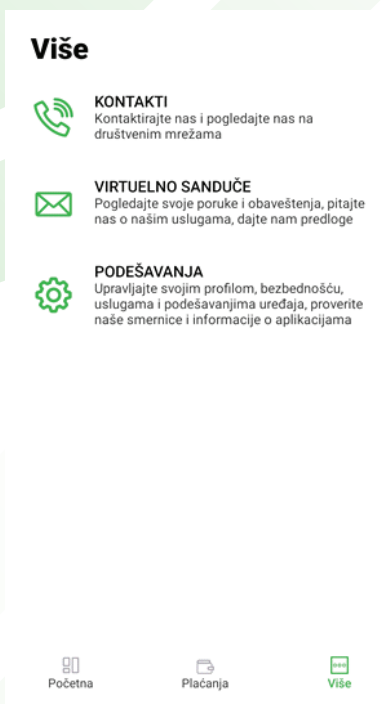 Više
KONTAKTI
Kontaktirajte nas i pogledajte nas na
društvenim mrežama
VIRTUELNO SANDUČE
Pogledajte svoje poruke i obaveštenja, pitajte
nas o našim uslugama, dajte nam predloge
PODEŠAVANJA
Upravljajte svojim profilom, bezbednošću,
uslugama i podešavanjima uređaja, proverite
naše smernice i informacije o aplikacijama
Početna
Plaćanja
Više